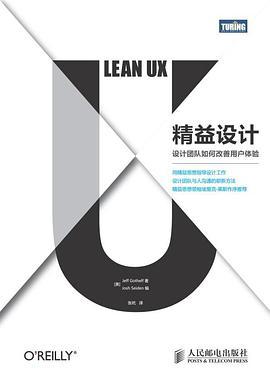 TURING
LEAN UX
精益设计
设计团队如何改善用户体验
用精益思想指导设计工作
设计团队与人沟通的崭新方法
精益思想领袖埃里克·莱斯作序推荐
[美]
Jeff Gothelf 著
Josh Seiden 编
张玳 译
O'REILLY®
人民邮电出版社
POSTS & TELECOM PRESS